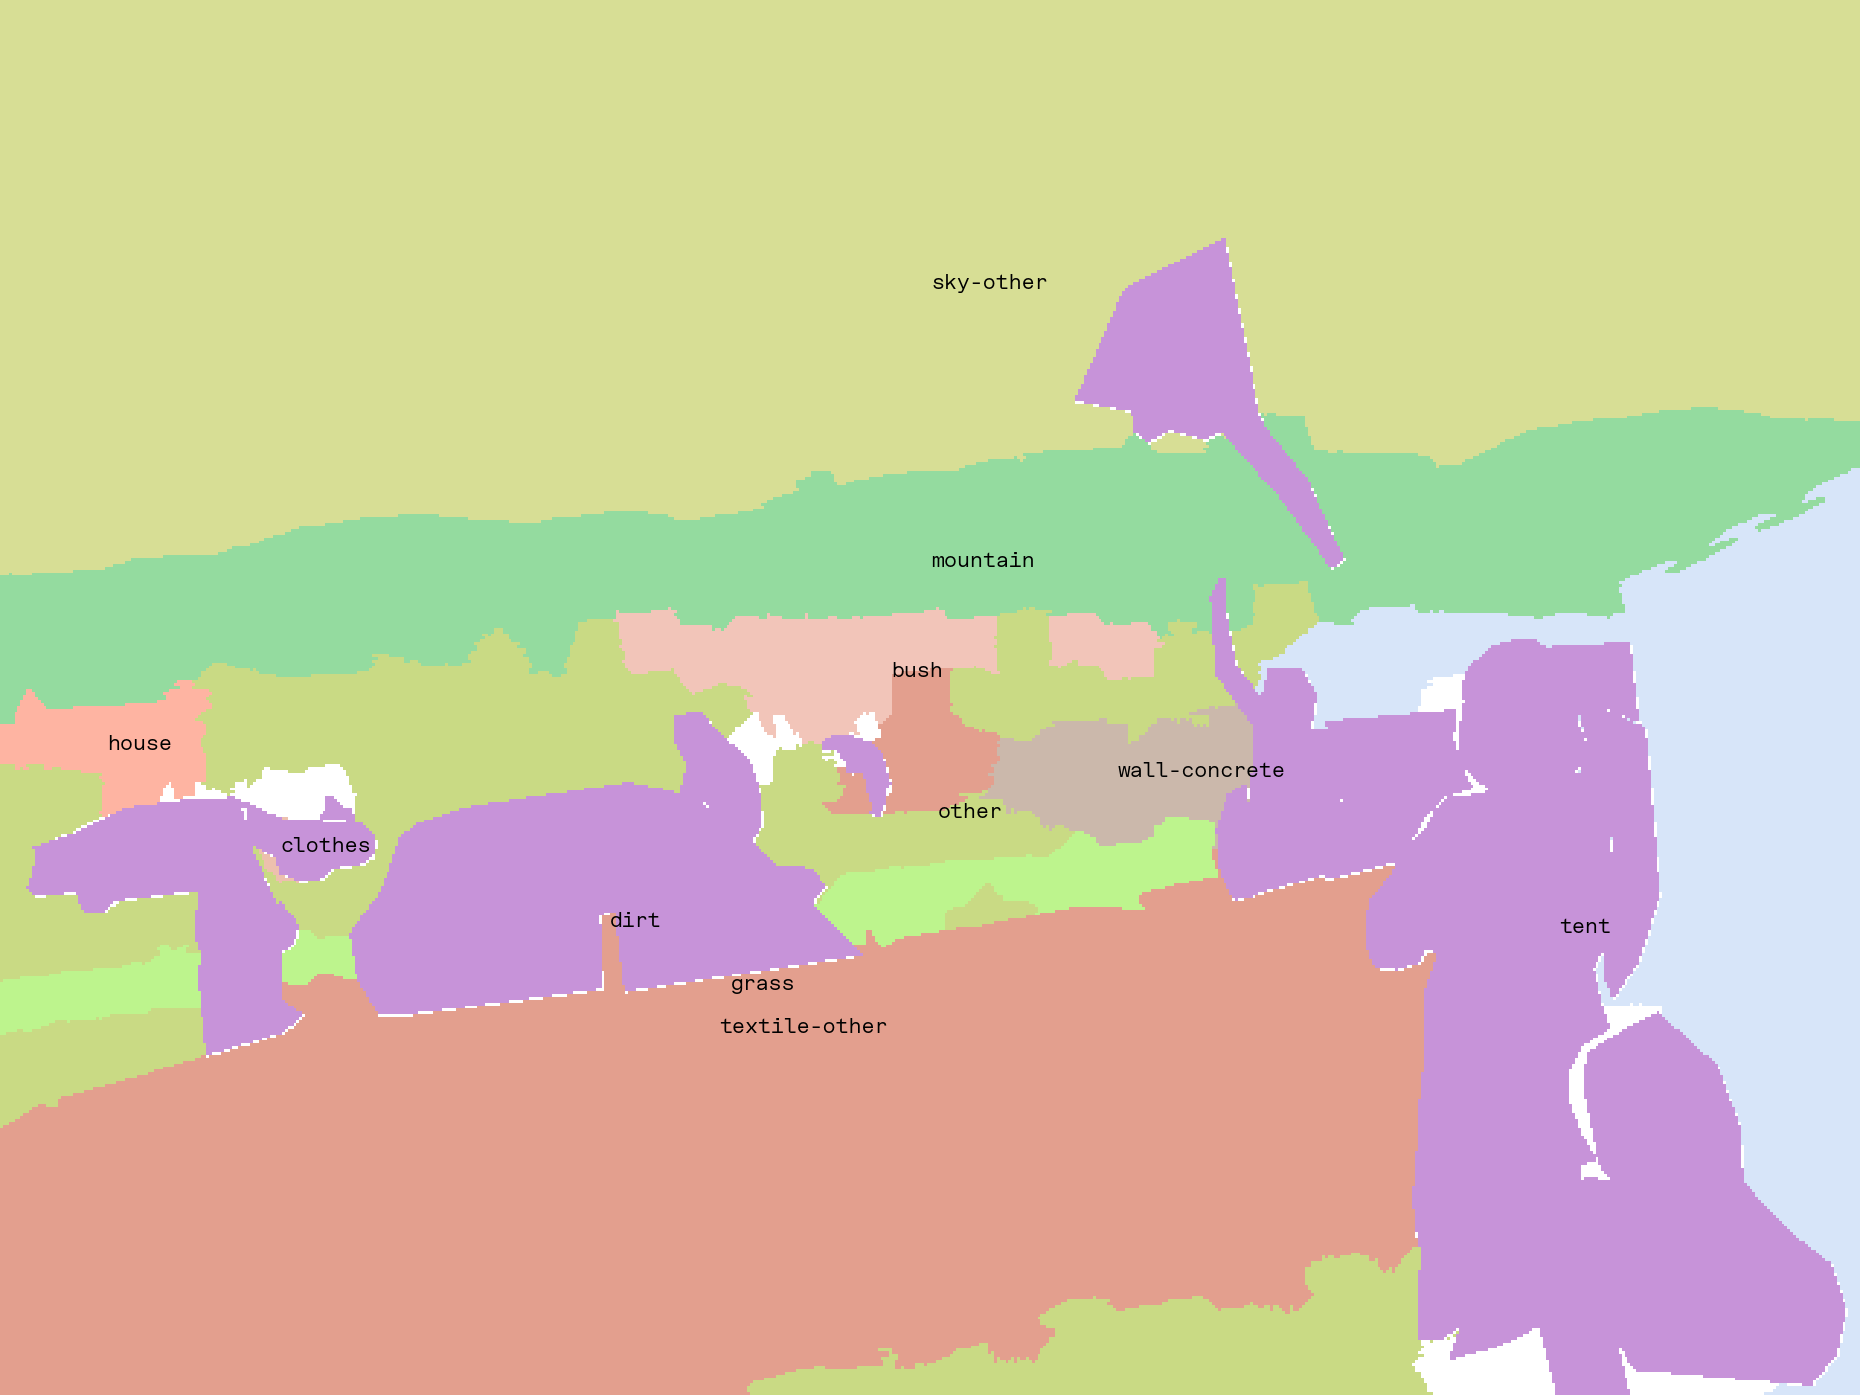 sky-other
mountain
bush
house
wall-concrete
other
clothes
dirt
tent
grass
textile-other